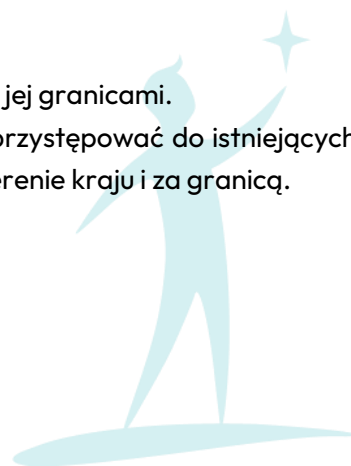 jej granicami.
przystępować do istniejących
erenie kraju i za granicą.